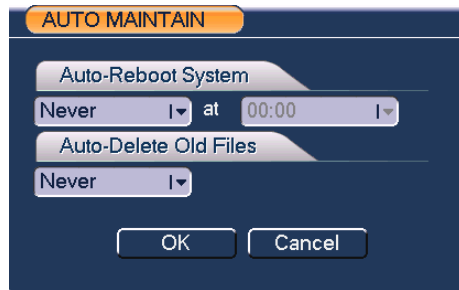 AUTO MAINTAIN
Auto-Reboot System
Never at 00:00
Auto-Delete Old Files
Never
OK Cancel